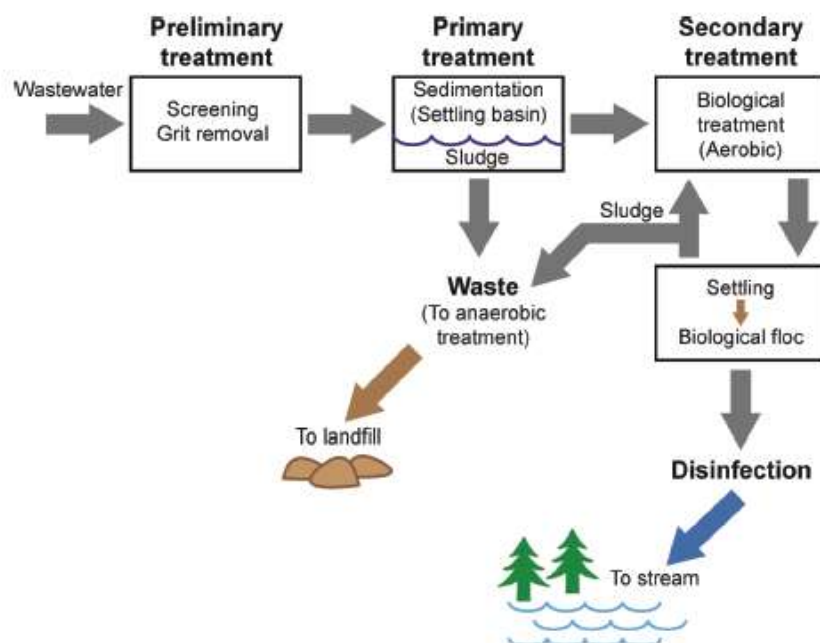 Preliminary
treatment
Primary
treatment
Secondary
treatment
Wastewater
Screening
Grit removal
Sedimentation
(Settling basin)
Sludge
Biological
treatment
(Aerobic)
Sludge
Waste
(To anaerobic
treatment)
Settling
Biological floc
To landfill
Disinfection
To stream